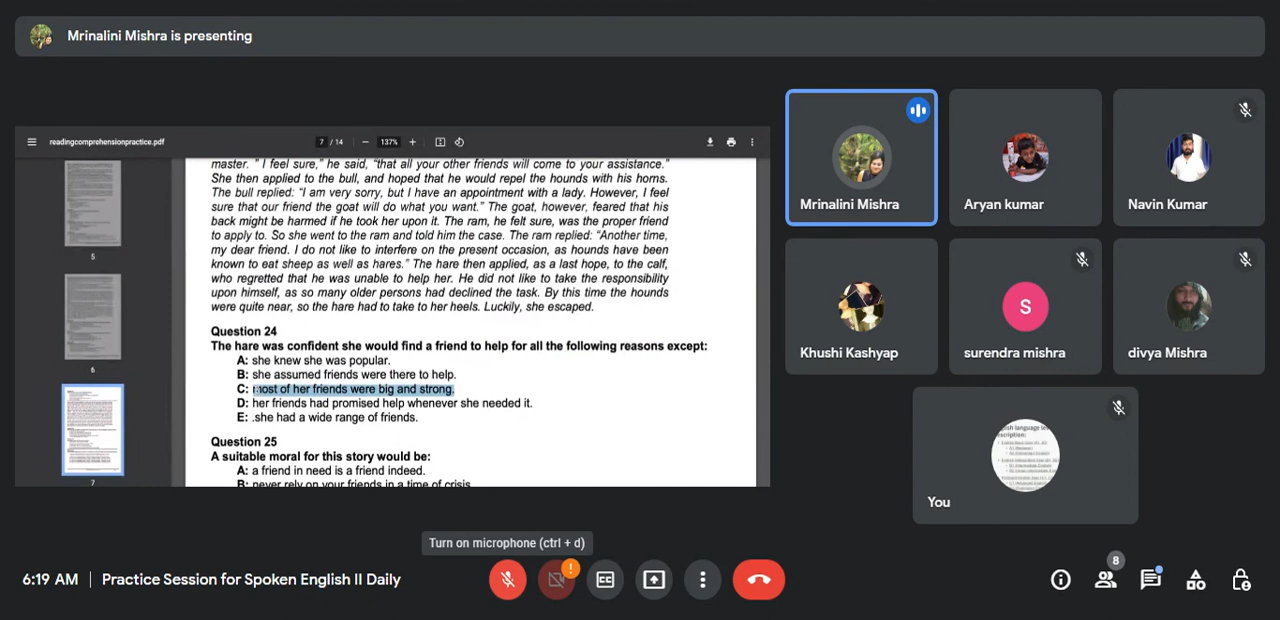 Mrinalini Mishra is presenting
readingcomprehensionpractice.pdf
7 / 14
137%
5
6
7
master. " I feel sure," he said, "that all your other friends will come to your assistance."
She then applied to the bull, and hoped that he would repel the hounds with his horns.
The bull replied: "I am very sorry, but I have an appointment with a lady. However, I feel
sure that our friend the goat will do what you want." The goat, however, feared that his
back might be harmed if he took her upon it. The ram, he felt sure, was the proper friend
to apply to. So she went to the ram and told him the case. The ram replied: "Another time,
my dear friend. I do not like to interfere on the present occasion, as hounds have been
known to eat sheep as well as hares." The hare then applied, as a last hope, to the calf,
who regretted that he was unable to help her. He did not like to take the responsibility
upon himself, as so many older persons had declined the task. By this time the hounds
were quite near, so the hare had to take to her heels. Luckily, she escaped.
Question 24
The hare was confident she would find a friend to help for all the following reasons except:
A: she knew she was popular.
B: she assumed friends were there to help.
C: most of her friends were big and strong.
D: her friends had promised help whenever she needed it.
E: .she had a wide range of friends.
Question 25
A suitable moral for this story would be:
A: a friend in need is a friend indeed.
B: never rely on your friends in a time of crisis
Mrinalini Mishra
Aryan kumar
Navin Kumar
Khushi Kashyap
S
surendra mishra
divya Mishra
You
Turn on microphone (ctrl + d)
6:19 AM | Practice Session for Spoken English II Daily
!
CC
8